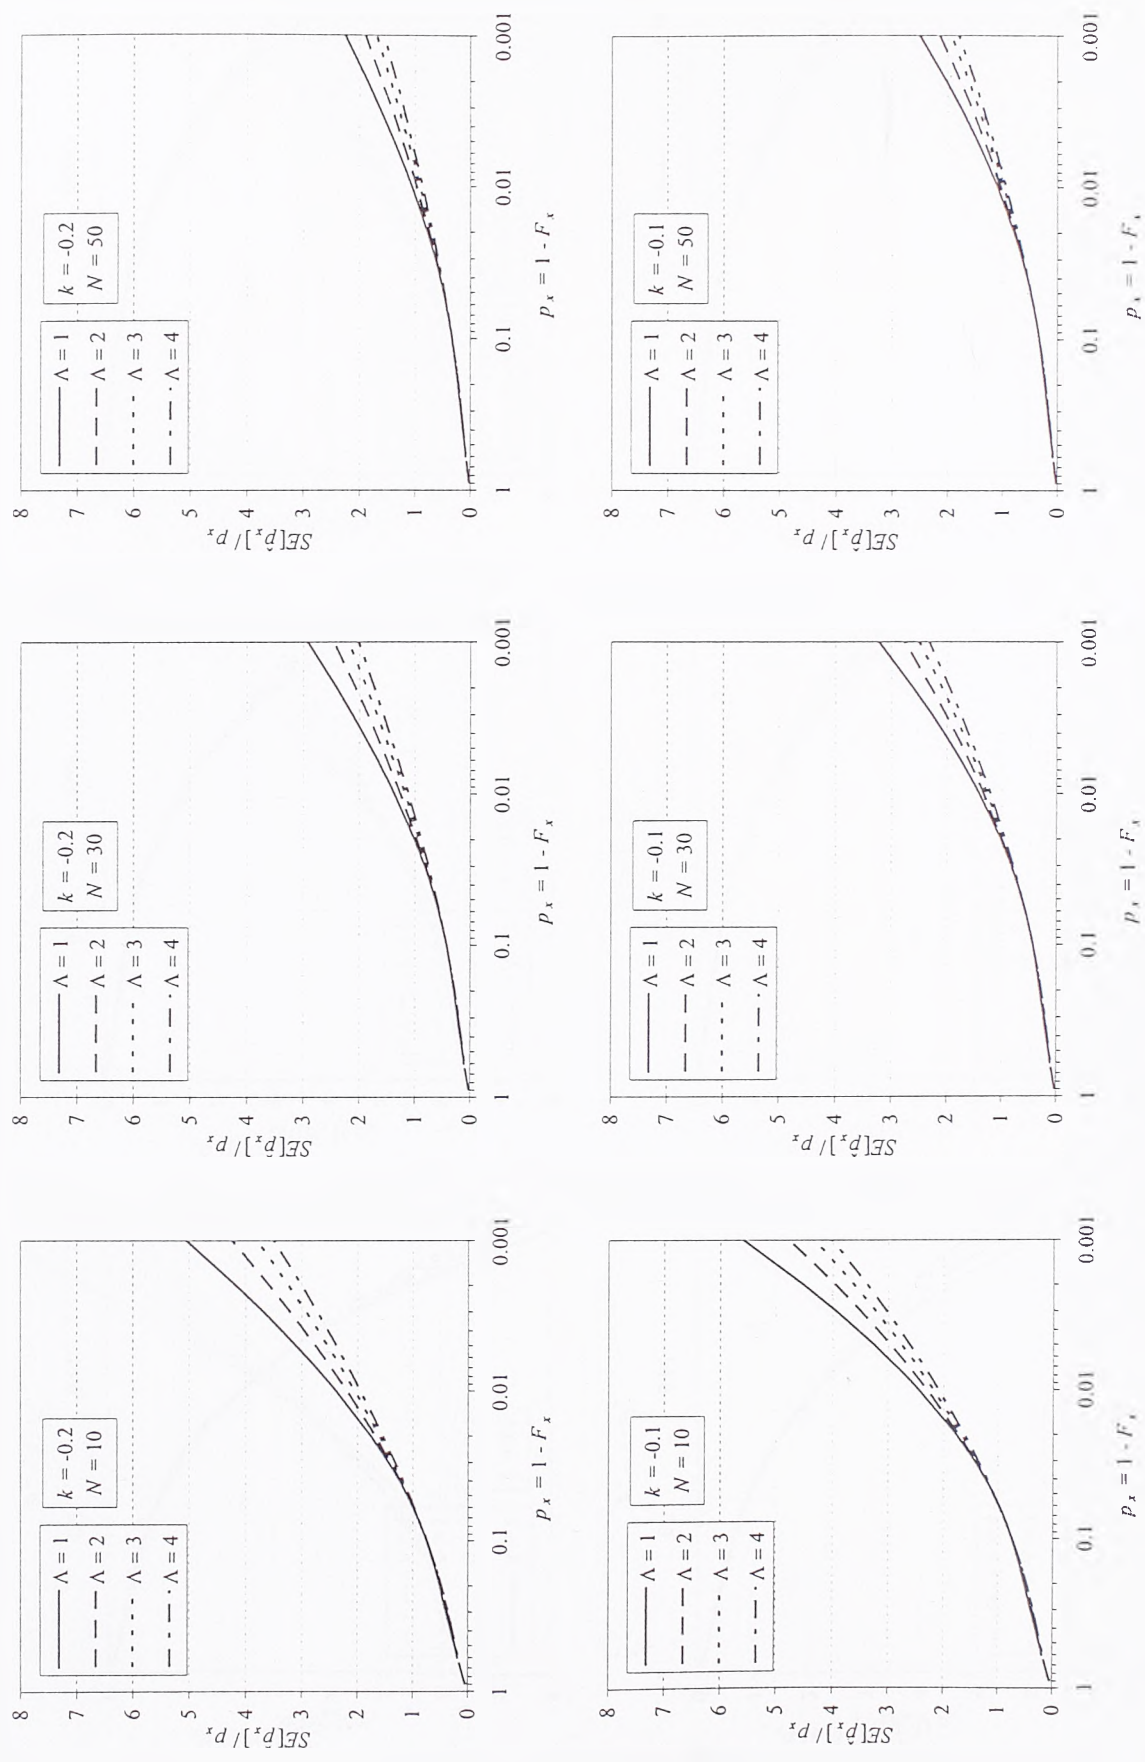 SE[p̂ₓ] / pₓ
8
7
6
5
4
3
2
1
0
Λ = 1
Λ = 2
Λ = 3
Λ = 4
k = -0.2
N = 10
1
0.1
0.01
0.001
pₓ = 1 - Fₓ
SE[p̂ₓ] / pₓ
8
7
6
5
4
3
2
1
0
Λ = 1
Λ = 2
Λ = 3
Λ = 4
k = -0.2
N = 30
1
0.1
0.01
0.001
pₓ = 1 - Fₓ
SE[p̂ₓ] / pₓ
8
7
6
5
4
3
2
1
0
Λ = 1
Λ = 2
Λ = 3
Λ = 4
k = -0.2
N = 50
1
0.1
0.01
0.001
pₓ = 1 - Fₓ
SE[p̂ₓ] / pₓ
8
7
6
5
4
3
2
1
0
Λ = 1
Λ = 2
Λ = 3
Λ = 4
k = -0.1
N = 10
1
0.1
0.01
0.001
pₓ = 1 - Fₓ
SE[p̂ₓ] / pₓ
8
7
6
5
4
3
2
1
0
Λ = 1
Λ = 2
Λ = 3
Λ = 4
k = -0.1
N = 30
1
0.1
0.01
0.001
pₓ = 1 - Fₓ
SE[p̂ₓ] / pₓ
8
7
6
5
4
3
2
1
0
Λ = 1
Λ = 2
Λ = 3
Λ = 4
k = -0.1
N = 50
1
0.1
0.01
0.001
pₓ = 1 - Fₓ